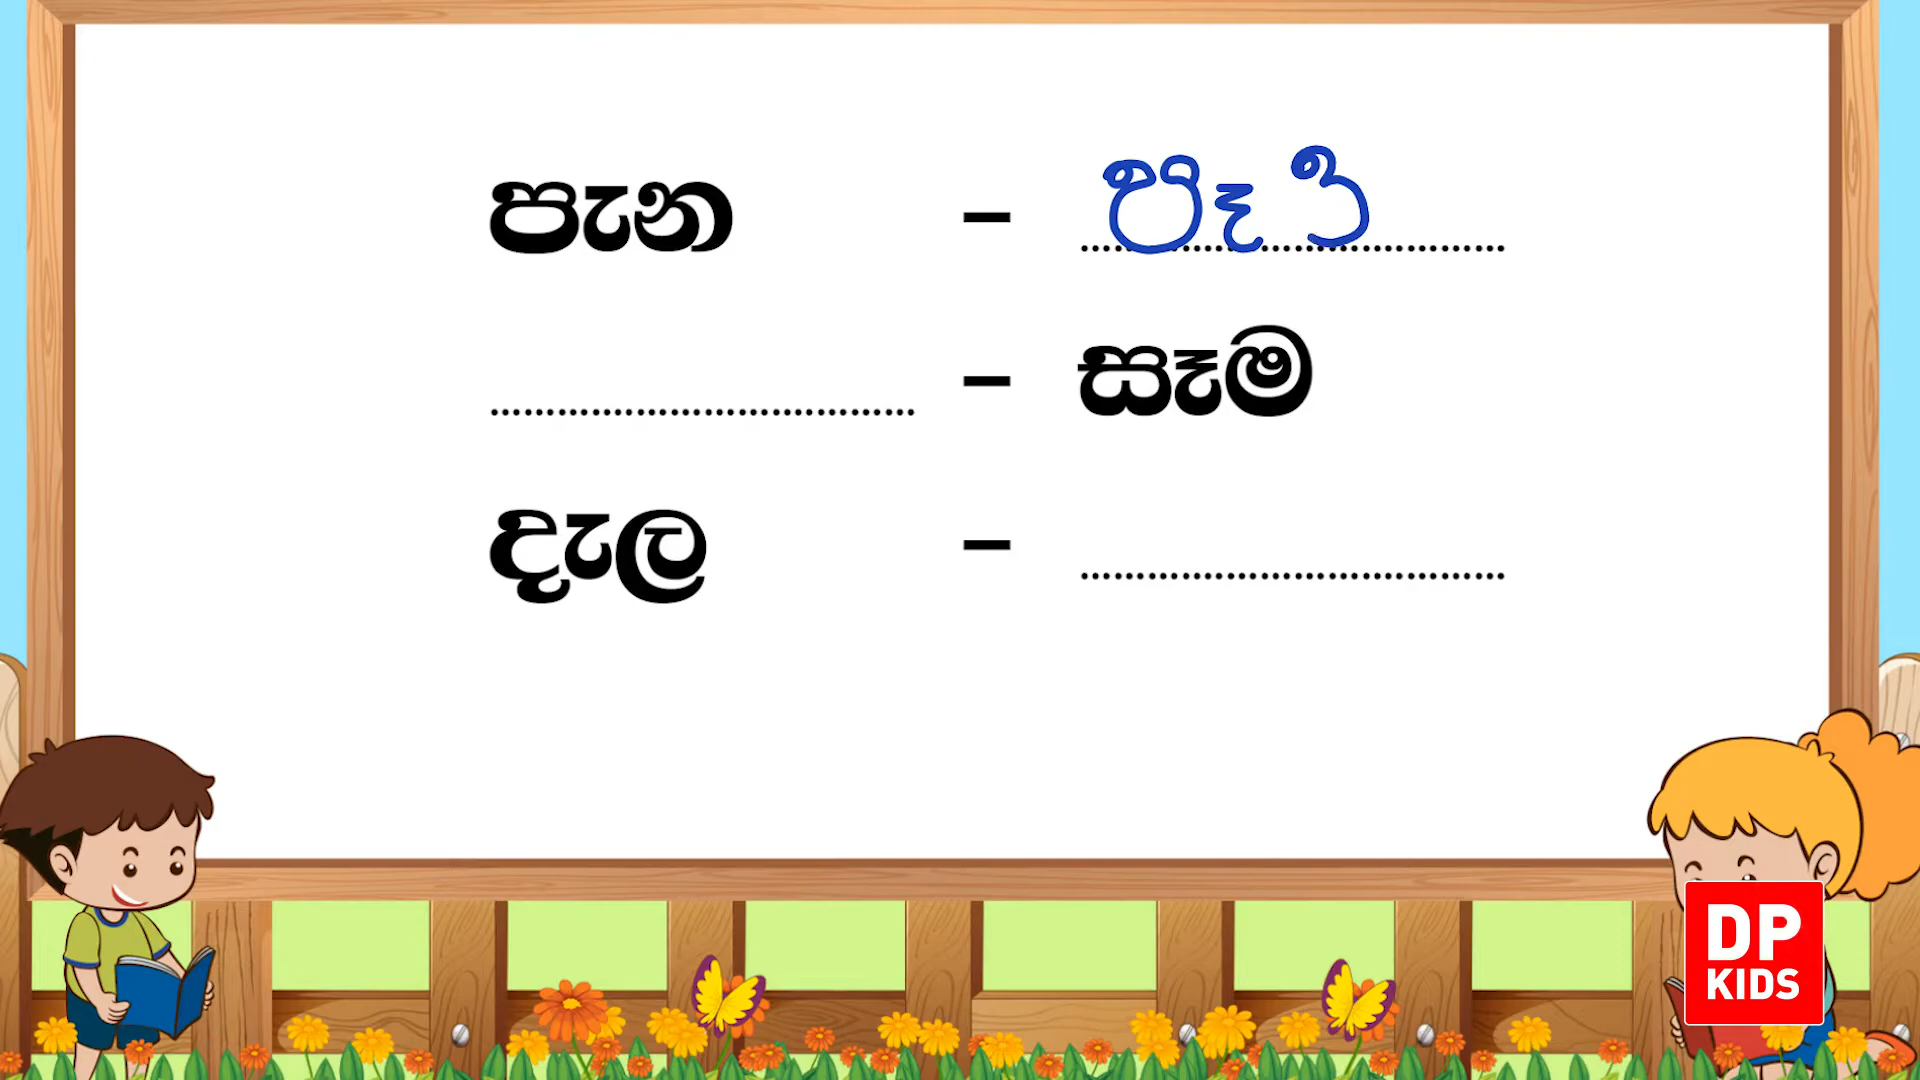 පැන – පෑ
................ – සෑම
දැල – ................
DP
KIDS